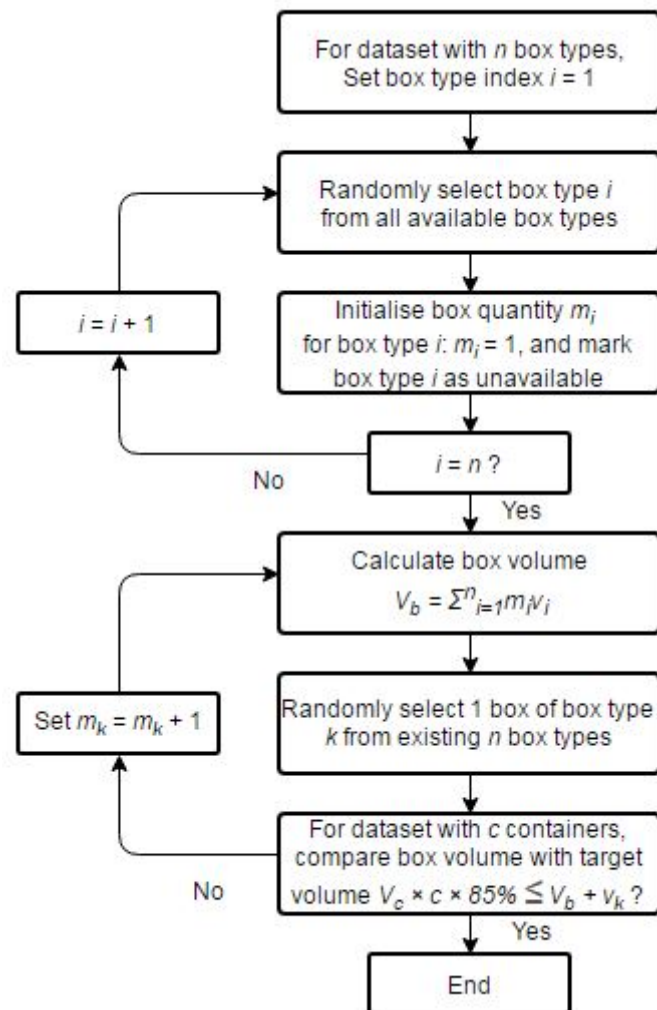 For dataset with n box types,
Set box type index i = 1
Randomly select box type i
from all available box types
i = i + 1
Initialise box quantity mᵢ
for box type i: mᵢ = 1, and mark
box type i as unavailable
i = n ?
No
Yes
Calculate box volume
V_b = Σⁿᵢ₌₁mᵢvᵢ
Set mₖ = mₖ + 1
Randomly select 1 box of box type
k from existing n box types
For dataset with c containers,
compare box volume with target
volume V_c × c × 85% ≤ V_b + vₖ ?
No
Yes
End